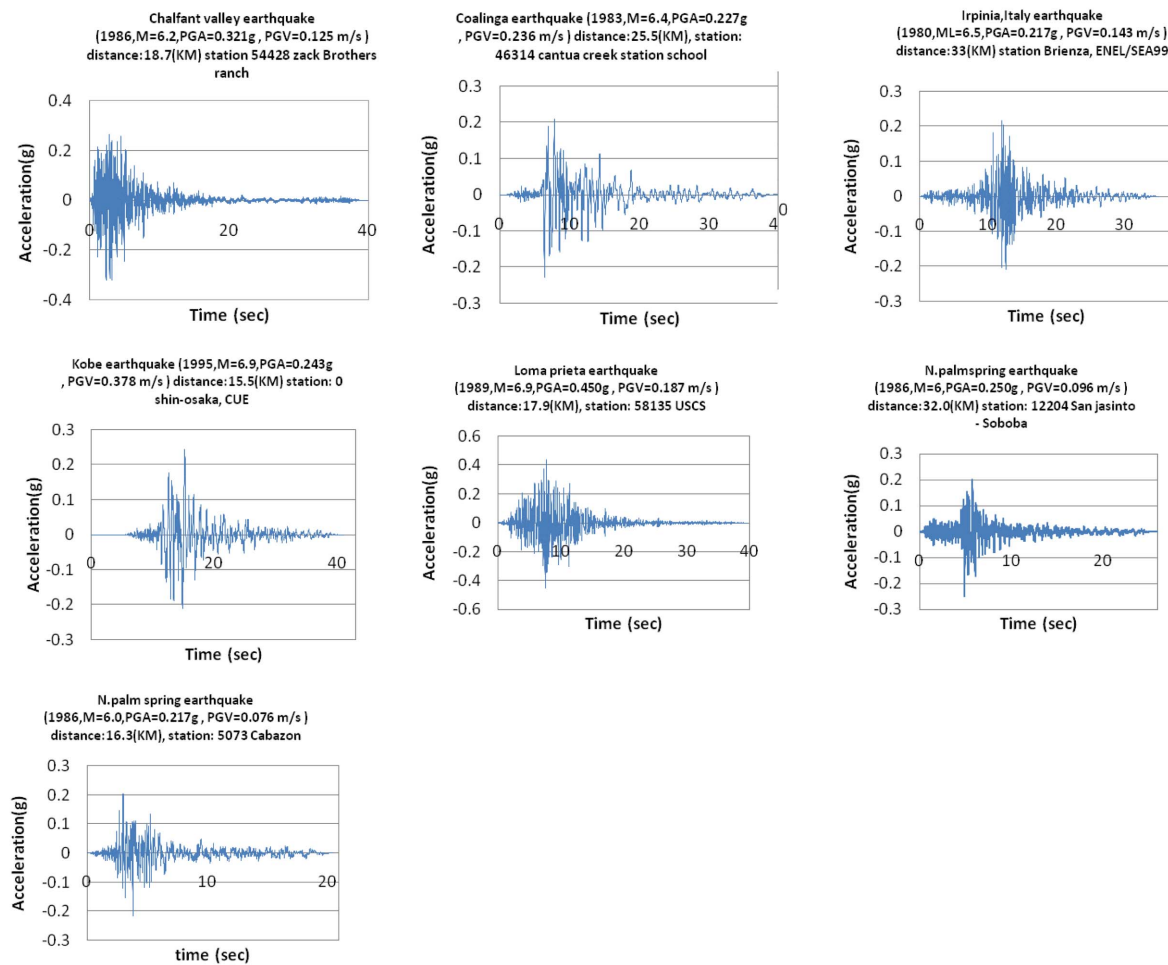 Chalfant valley earthquake
(1986,M=6.2,PGA=0.321g , PGV=0.125 m/s )
distance:18.7(KM) station 54428 zack Brothers
ranch
0.4
0.2
0
-0.2
-0.4
0
20
40
Acceleration(g)
Time (sec)
Coalinga earthquake (1983,M=6.4,PGA=0.227g
, PGV=0.236 m/s ) distance:25.5(KM), station:
46314 cantua creek station school
0.3
0.2
0.1
0
-0.1
-0.2
-0.3
0
10
20
30
40
0
Acceleration(g)
Time (sec)
Irpinia,Italy earthquake
(1980,ML=6.5,PGA=0.217g , PGV=0.143 m/s )
distance:33(KM) station Brienza, ENEL/SEA99
0.3
0.2
0.1
0
-0.1
-0.2
-0.3
0
10
20
30
Acceleration(g)
Time (sec)
Kobe earthquake (1995,M=6.9,PGA=0.243g
, PGV=0.378 m/s ) distance:15.5(KM) station: 0
shin-osaka, CUE
0.3
0.2
0.1
0
-0.1
-0.2
-0.3
0
20
40
Acceleration(g)
Time (sec)
Loma prieta earthquake
(1989,M=6.9,PGA=0.450g , PGV=0.187 m/s )
distance:17.9(KM), station: 58135 USCS
0.6
0.4
0.2
0
-0.2
-0.4
-0.6
0
10
20
30
40
Acceleration(g)
Time (sec)
N.palmspring earthquake
(1986,M=6,PGA=0.250g , PGV=0.096 m/s )
distance:32.0(KM) station: 12204 San jasinto
- Soboba
0.3
0.2
0.1
0
-0.1
-0.2
-0.3
0
10
20
Acceleration(g)
Time (sec)
N.palm spring earthquake
(1986,M=6.0,PGA=0.217g , PGV=0.076 m/s )
distance:16.3(KM), station: 5073 Cabazon
0.3
0.2
0.1
0
-0.1
-0.2
-0.3
0
10
20
Acceleration(g)
time (sec)